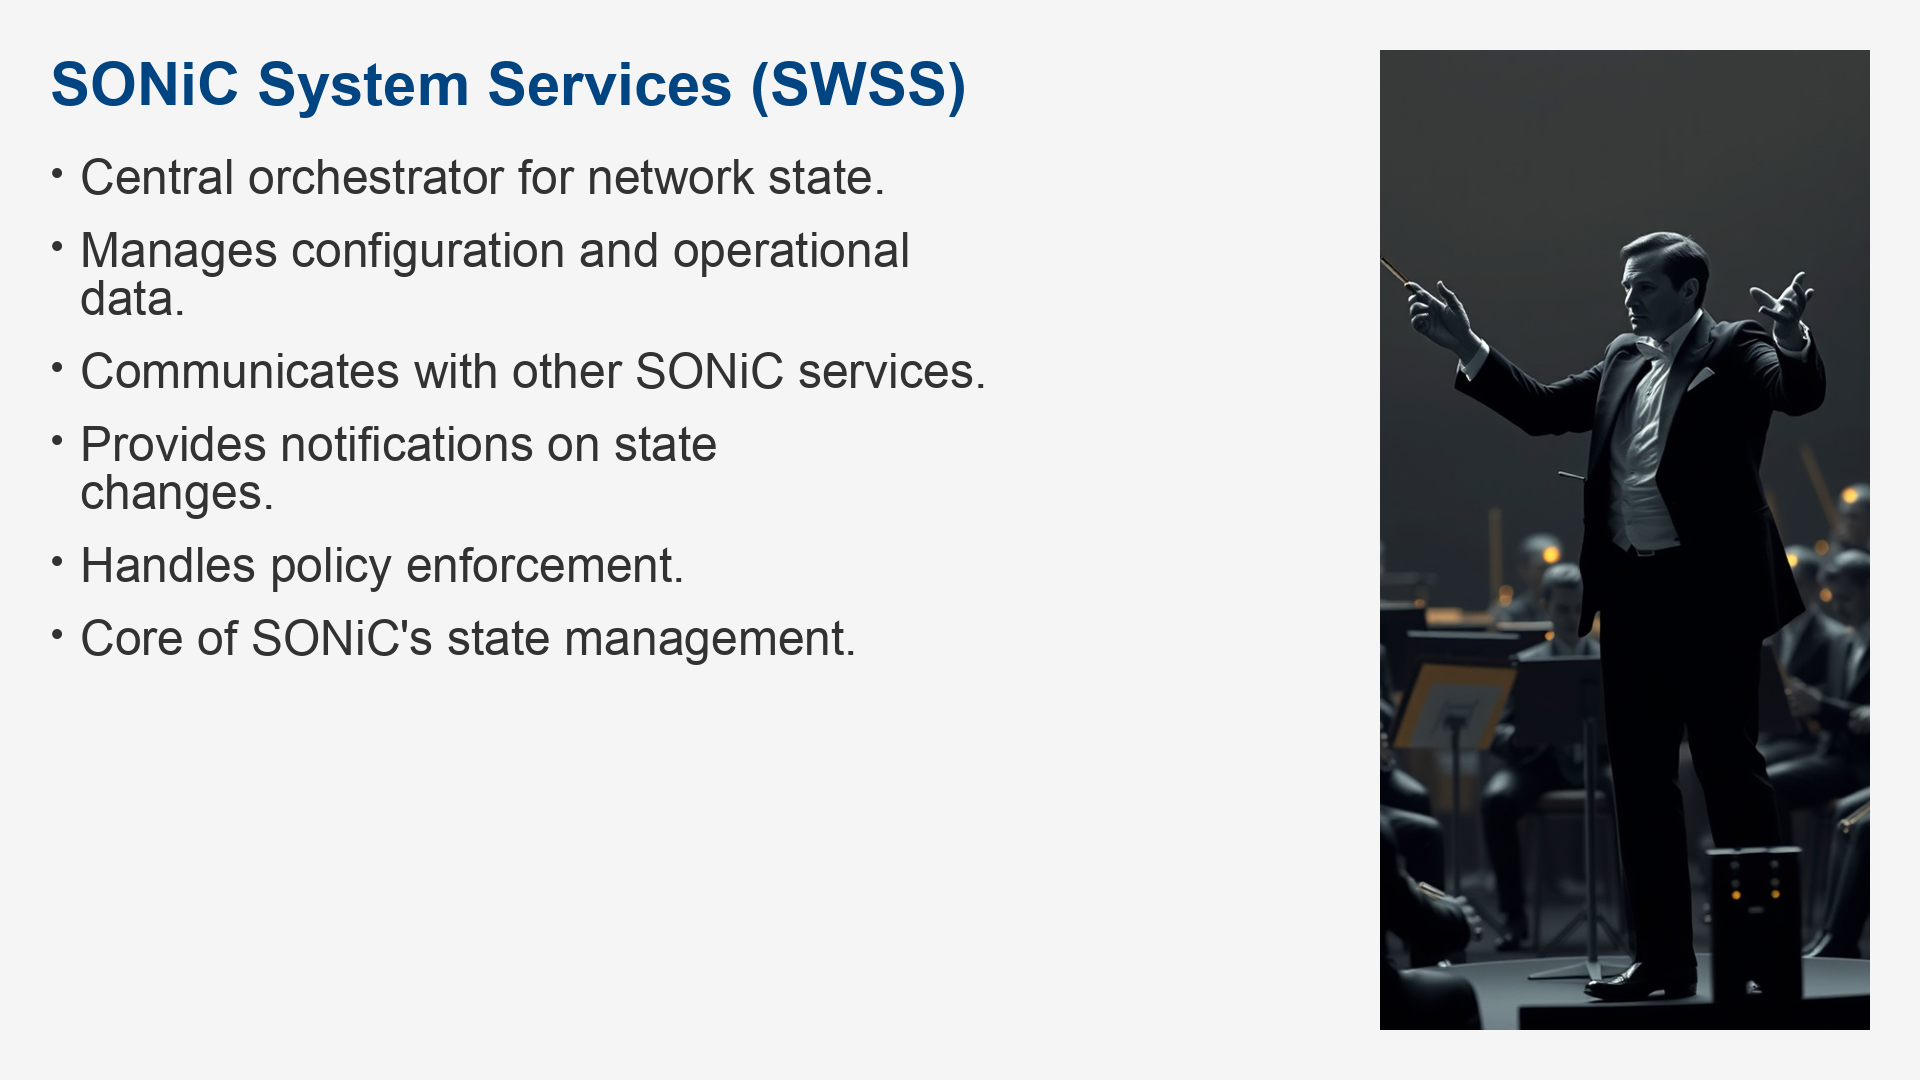 SONiC System Services (SWSS)
• Central orchestrator for network state.
• Manages configuration and operational
data.
• Communicates with other SONiC services.
• Provides notifications on state
changes.
• Handles policy enforcement.
• Core of SONiC's state management.